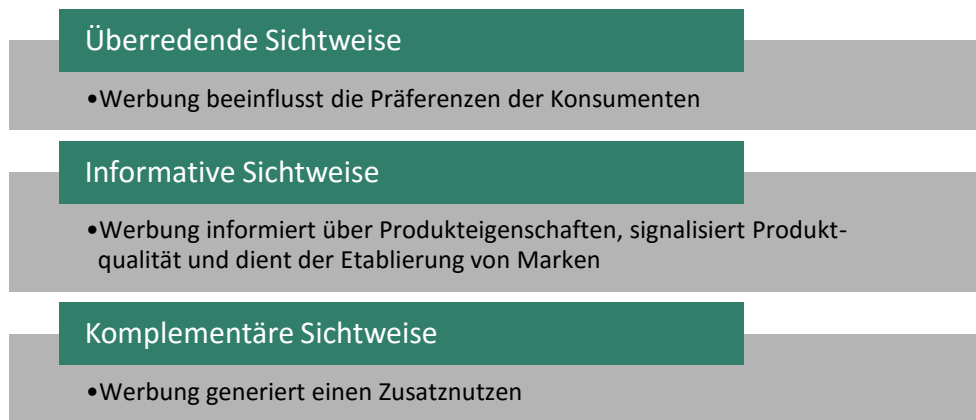 Überredende Sichtweise
•Werbung beeinflusst die Präferenzen der Konsumenten
Informative Sichtweise
•Werbung informiert über Produkteigenschaften, signalisiert Produkt-
qualität und dient der Etablierung von Marken
Komplementäre Sichtweise
•Werbung generiert einen Zusatznutzen